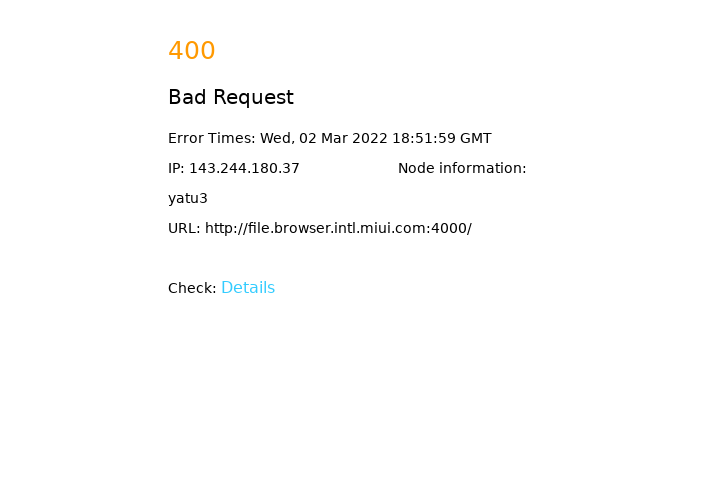 400
Bad Request
Error Times: Wed, 02 Mar 2022 18:51:59 GMT
IP: 143.244.180.37 Node information:
yatu3
URL: http://file.browser.intl.miui.com:4000/
Check: Details